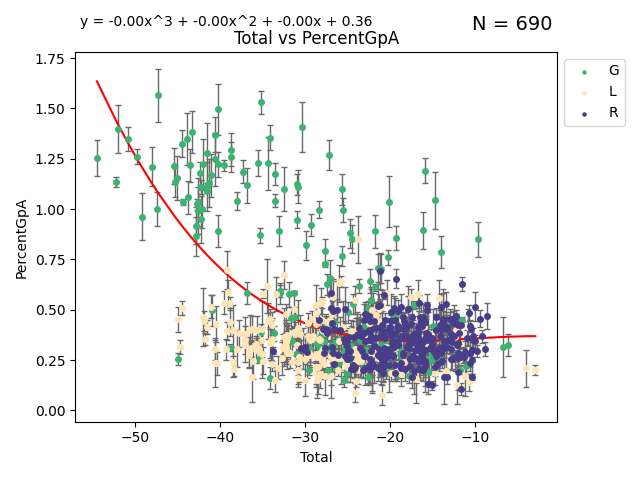 y = -0.00x^3 + -0.00x^2 + -0.00x + 0.36
N = 690
Total vs PercentGpA
1.75
1.50
1.25
1.00
0.75
0.50
0.25
0.00
PercentGpA
−50
−40
−30
−20
−10
Total
G
L
R